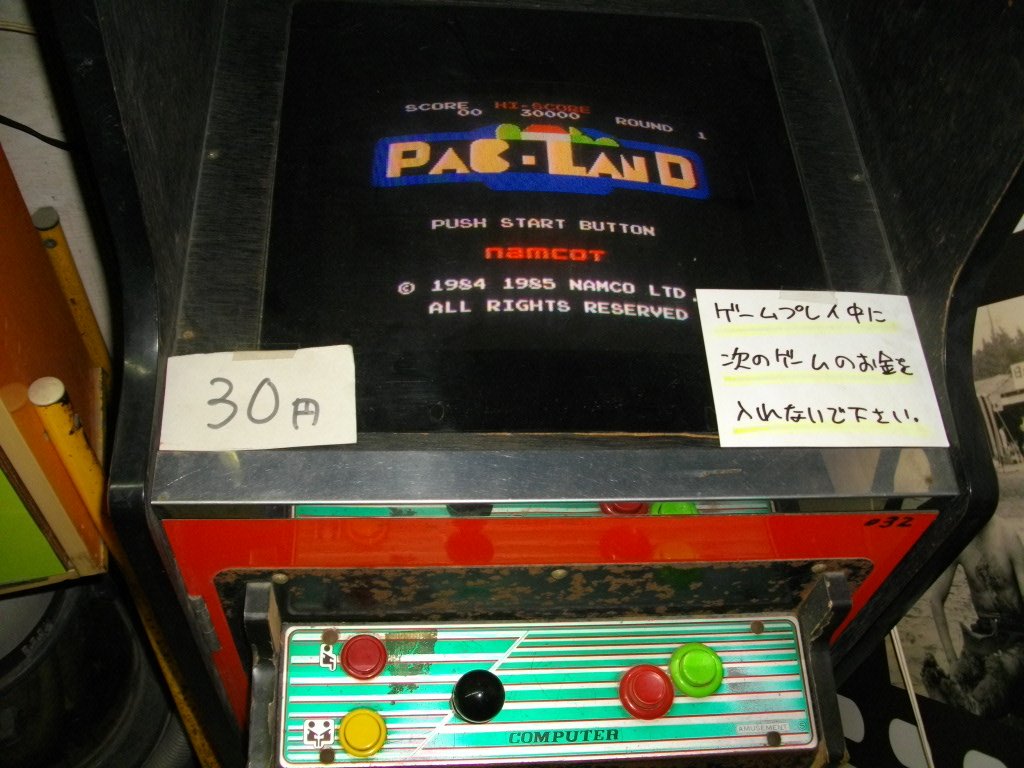 SCORE HI-SCORE
00 30000 ROUND 1
PAC-LAND
PUSH START BUTTON
namcot
© 1984 1985 NAMCO LTD.
ALL RIGHTS RESERVED
30円
ゲームプレイ中に
次のゲームのお金を
入れないで下さい.
#32
COMPUTER
AMUSEMENT